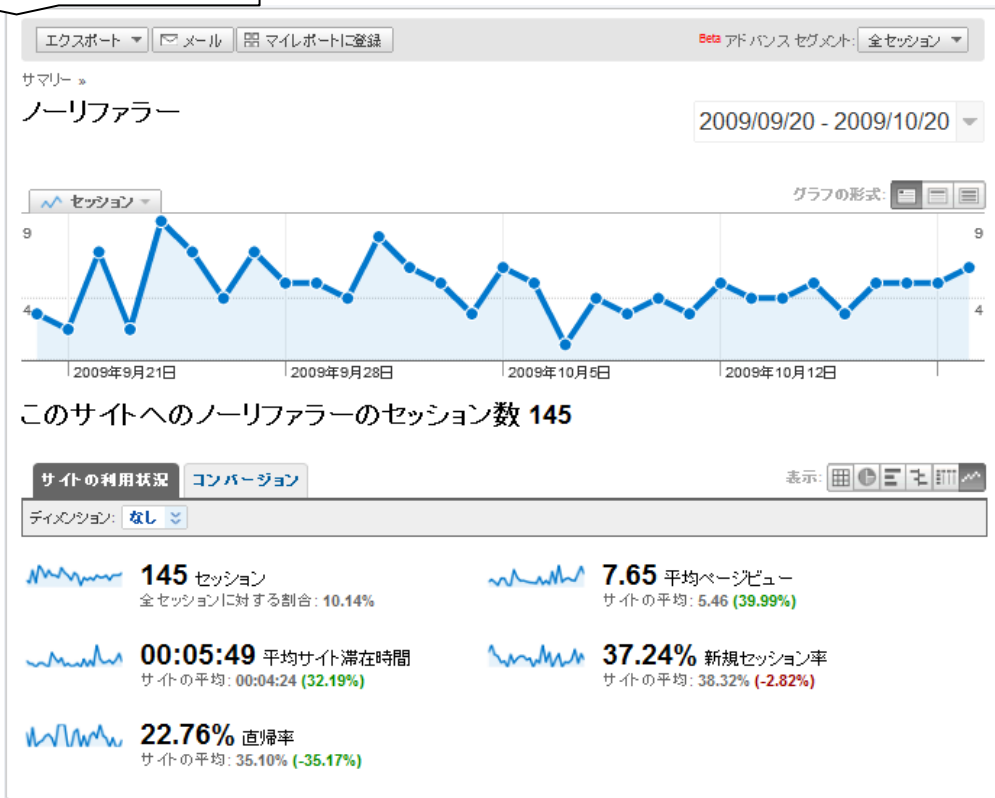 エクスポート メール マイレポートに登録 Beta アドバンス セグメント: 全セッション
サマリー »
ノーリファラー
2009/09/20 - 2009/10/20
セッション グラフの形式:
9 9
4 4
2009年9月21日 2009年9月28日 2009年10月5日 2009年10月12日
このサイトへのノーリファラーのセッション数 145
サイトの利用状況 コンバージョン 表示:
ディメンション: なし
145 セッション
全セッションに対する割合: 10.14%
7.65 平均ページビュー
サイトの平均: 5.46 (39.99%)
00:05:49 平均サイト滞在時間
サイトの平均: 00:04:24 (32.19%)
37.24% 新規セッション率
サイトの平均: 38.32% (-2.82%)
22.76% 直帰率
サイトの平均: 35.10% (-35.17%)